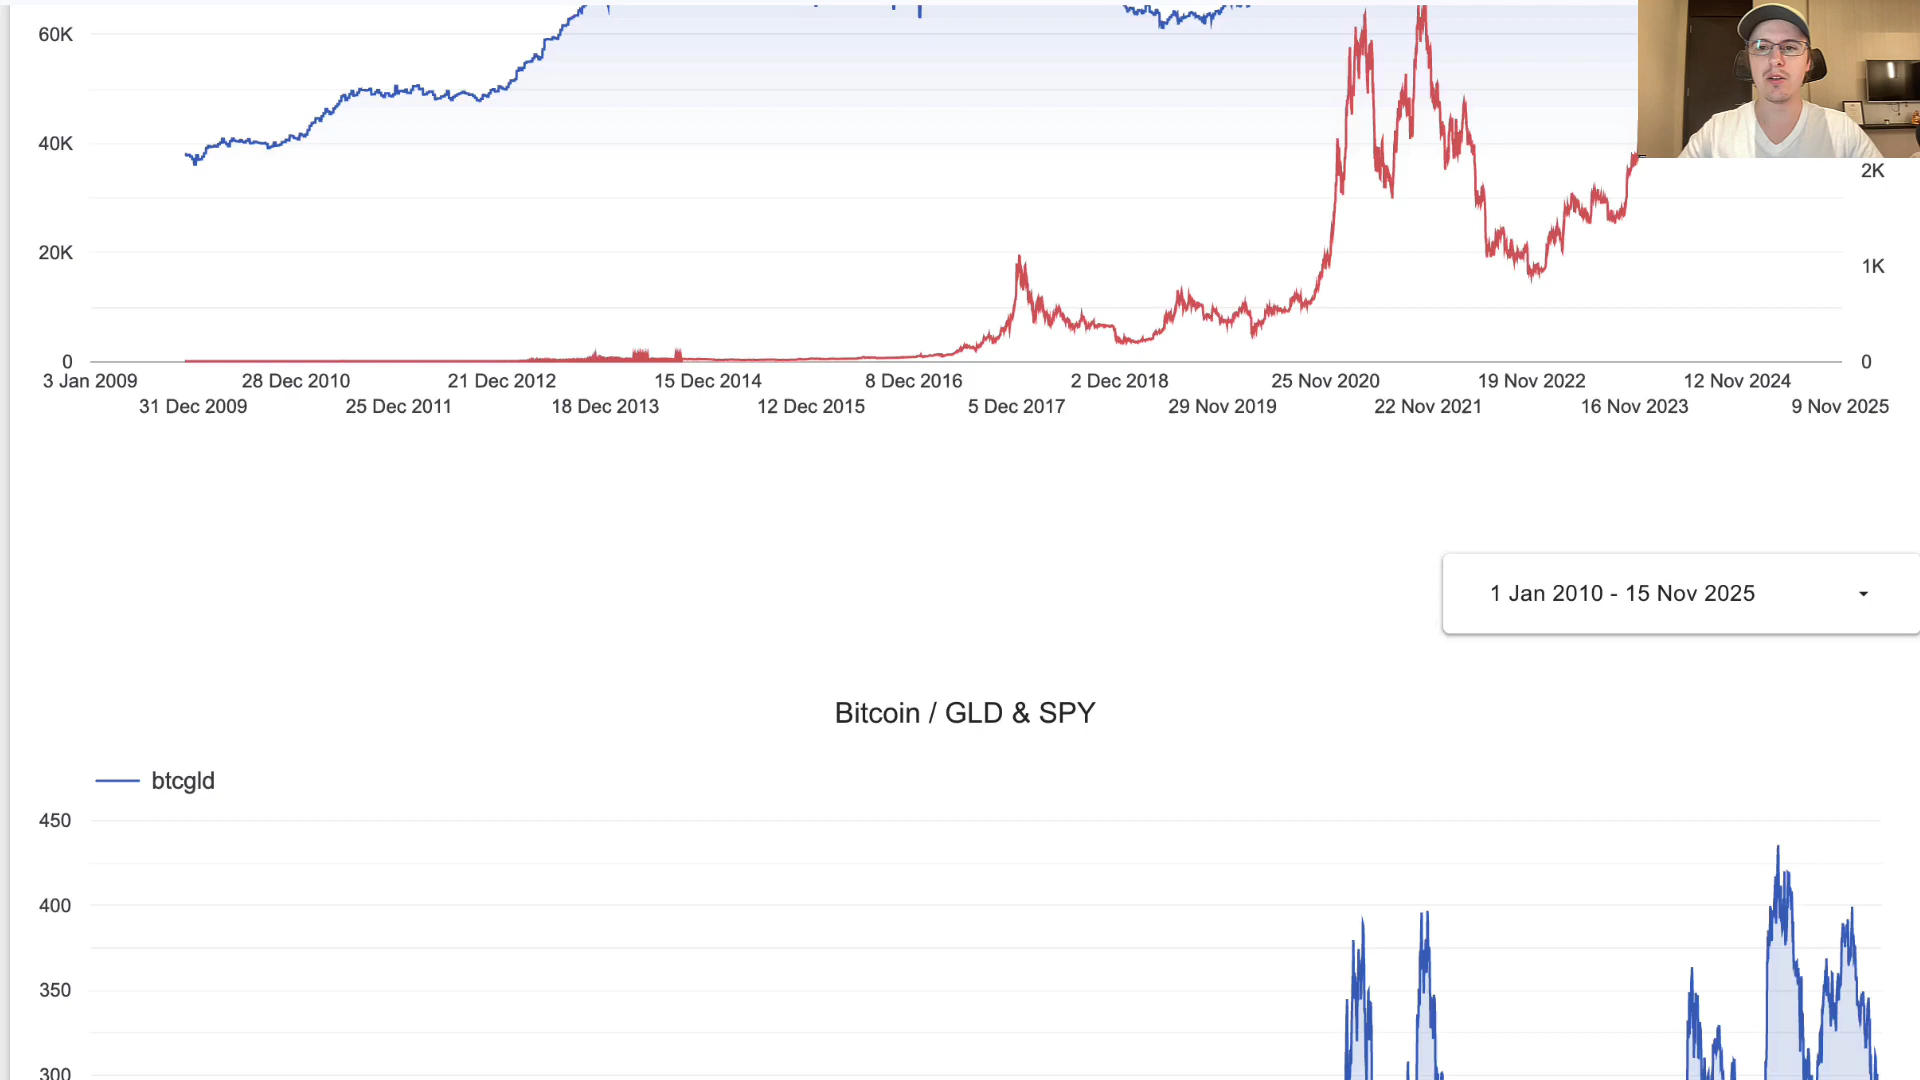 60K
40K
2K
20K
1K
0
0
3 Jan 2009
28 Dec 2010
21 Dec 2012
15 Dec 2014
8 Dec 2016
2 Dec 2018
25 Nov 2020
19 Nov 2022
12 Nov 2024
31 Dec 2009
25 Dec 2011
18 Dec 2013
12 Dec 2015
5 Dec 2017
29 Nov 2019
22 Nov 2021
16 Nov 2023
9 Nov 2025
1 Jan 2010 - 15 Nov 2025
Bitcoin / GLD & SPY
btcgld
450
400
350
300